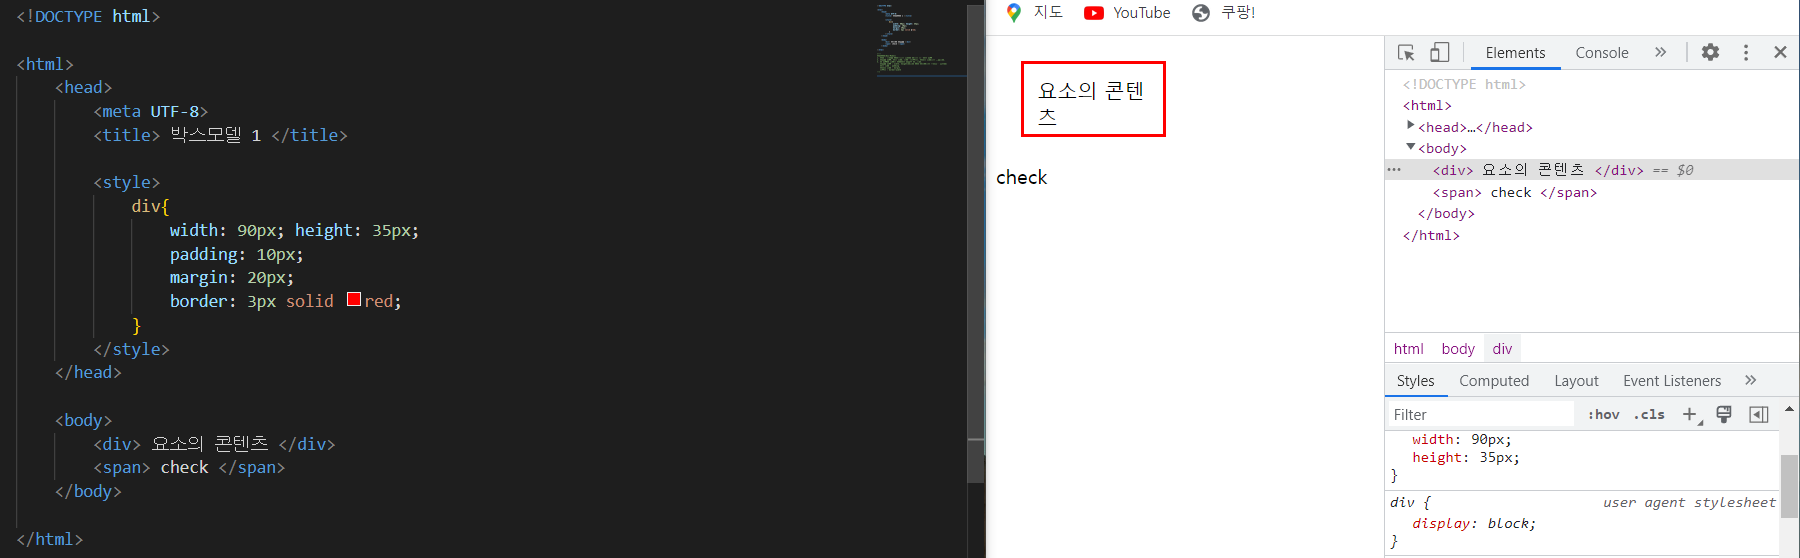 <!DOCTYPE html>
<html>
<head>
<meta UTF-8>
<title> 박스모델 1 </title>
<style>
div{
width: 90px; height: 35px;
padding: 10px;
margin: 20px;
border: 3px solid red;
}
</style>
</head>
<body>
<div> 요소의 콘텐츠 </div>
<span> check </span>
</body>
</html>
지도
YouTube
쿠팡!
요소의 콘텐
츠
check
Elements
Console
<!DOCTYPE html>
<html>
<head>…</head>
<body>
<div> 요소의 콘텐츠 </div> == $0
<span> check </span>
</body>
</html>
html body div
Styles Computed Layout Event Listeners
Filter :hov .cls
width: 90px;
height: 35px;
}
div { user agent stylesheet
display: block;
}